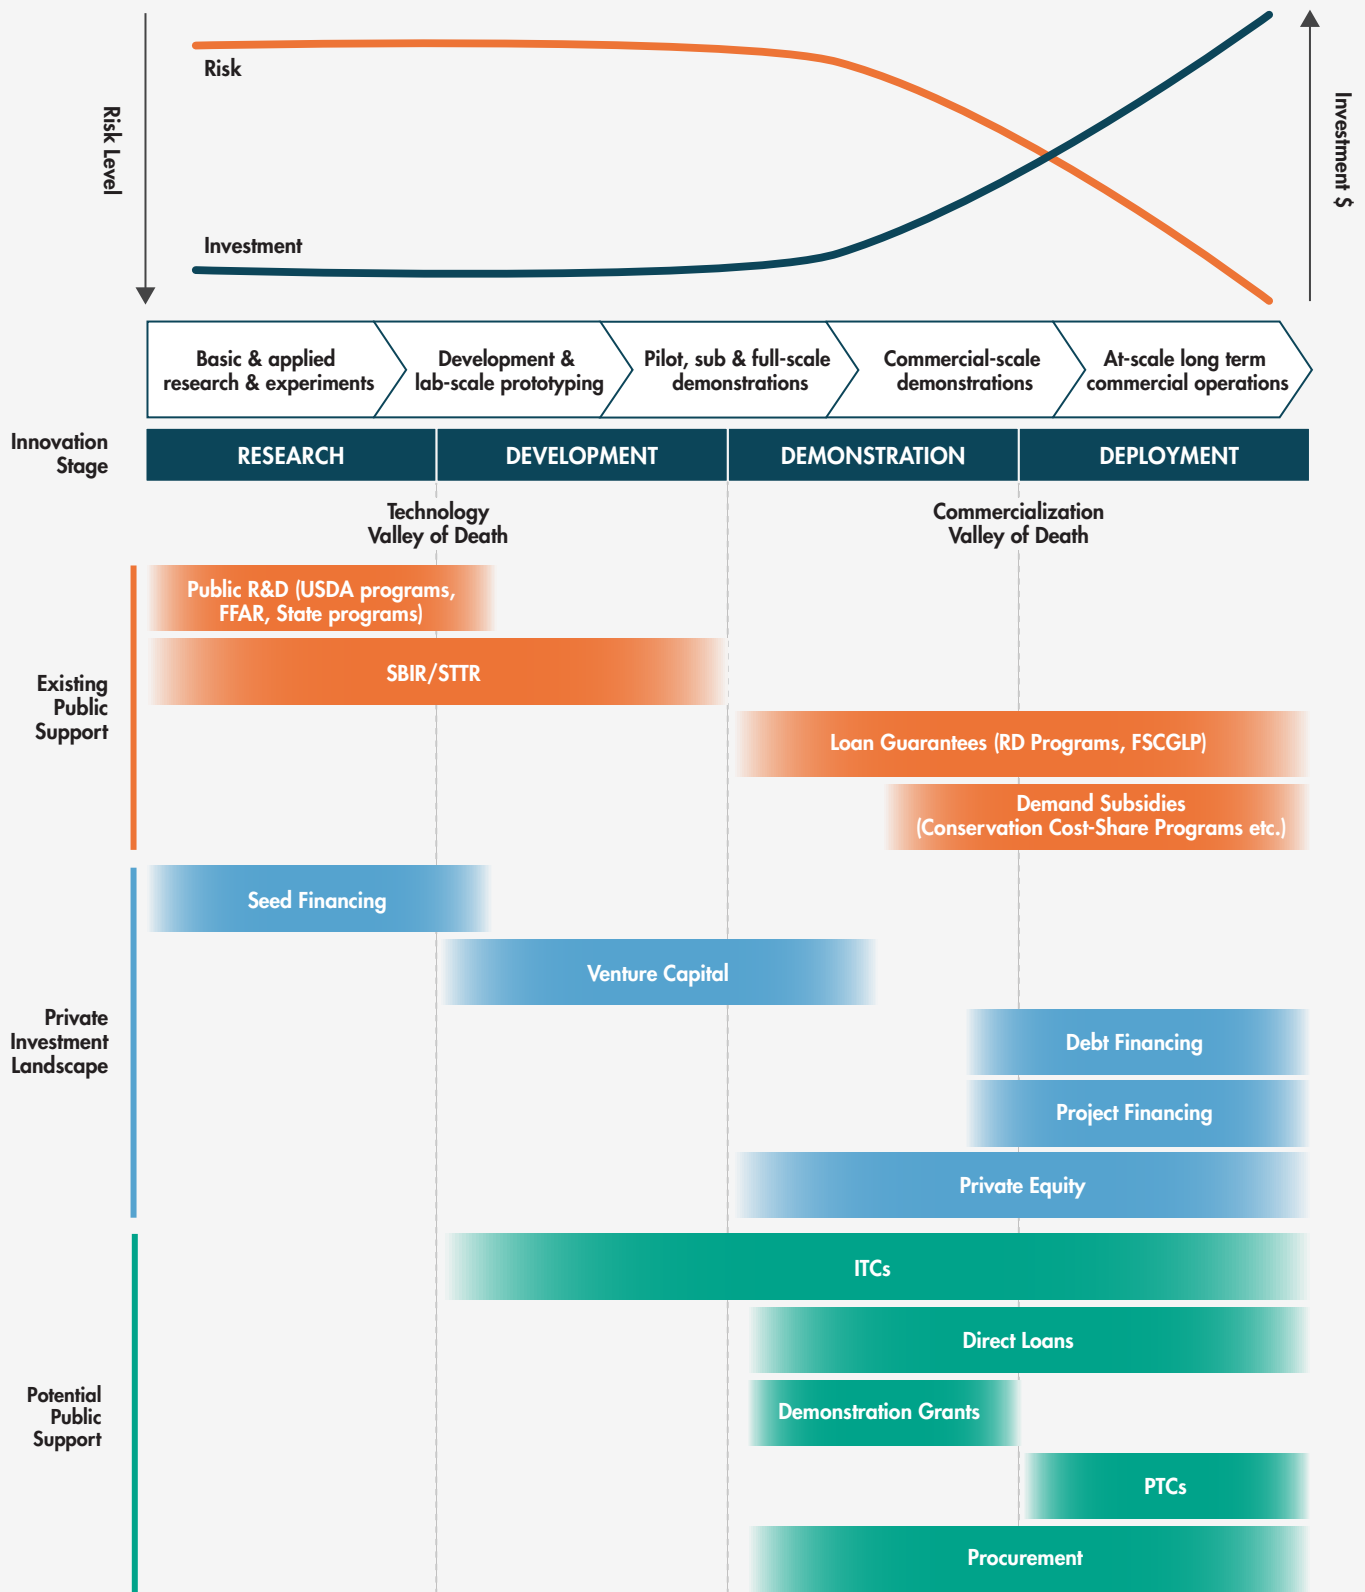 Risk
Risk Level
Investment $
Investment
Basic & applied
research & experiments
Development &
lab-scale prototyping
Pilot, sub & full-scale
demonstrations
Commercial-scale
demonstrations
At-scale long term
commercial operations
Innovation
Stage
RESEARCH
DEVELOPMENT
DEMONSTRATION
DEPLOYMENT
Technology
Valley of Death
Commercialization
Valley of Death
Existing
Public
Support
Public R&D (USDA programs,
FFAR, State programs)
SBIR/STTR
Loan Guarantees (RD Programs, FSCGLP)
Demand Subsidies
(Conservation Cost-Share Programs etc.)
Private
Investment
Landscape
Seed Financing
Venture Capital
Debt Financing
Project Financing
Private Equity
Potential
Public
Support
ITCs
Direct Loans
Demonstration Grants
PTCs
Procurement